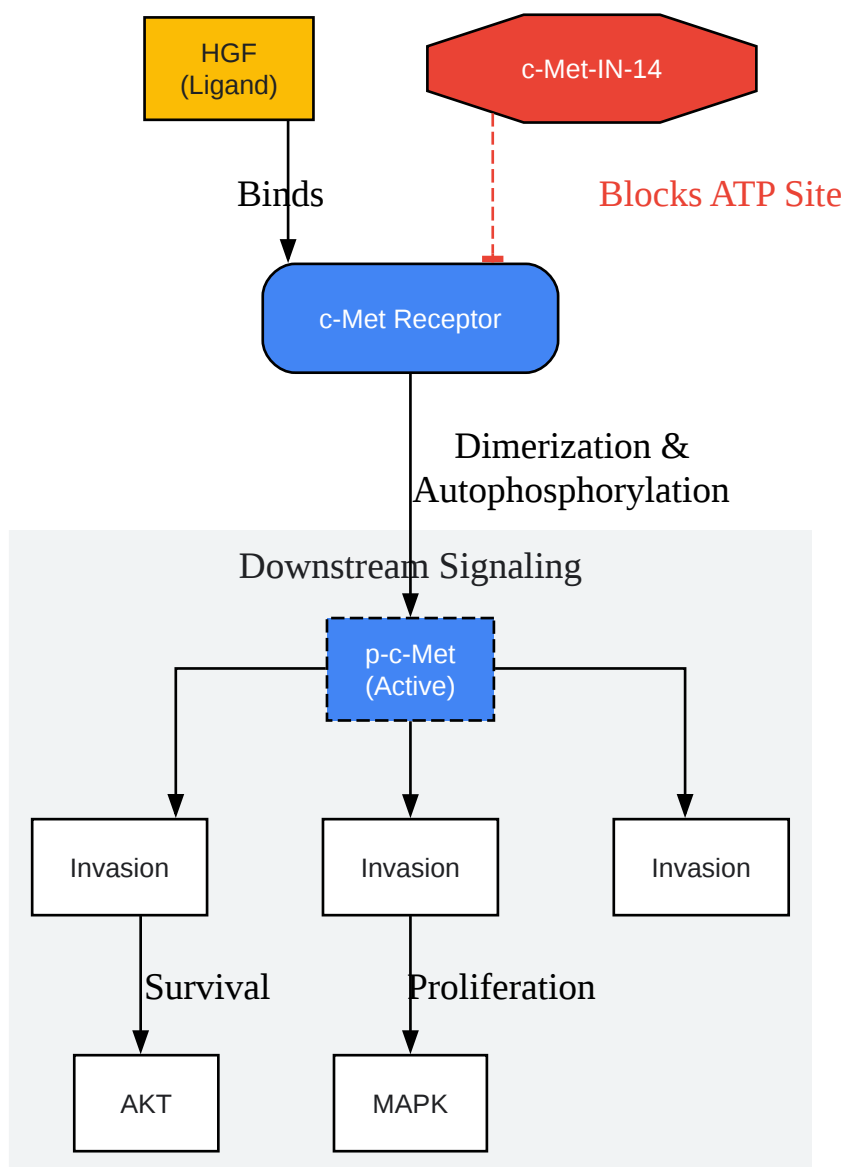 HGF
(Ligand)
c-Met-IN-14
Binds
Blocks ATP Site
c-Met Receptor
Dimerization &
Autophosphorylation
Downstream Signaling
p-c-Met
(Active)
Invasion
Invasion
Invasion
Survival
Proliferation
AKT
MAPK